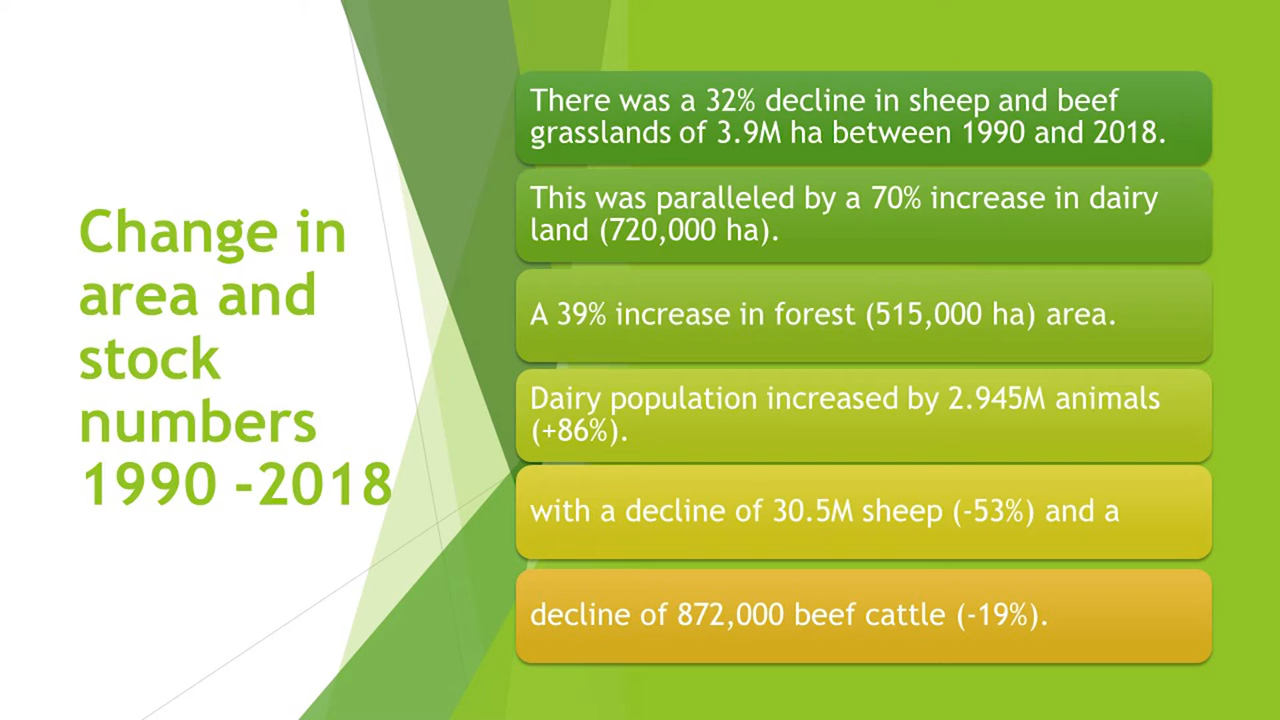 Change in
area and
stock
numbers
1990 -2018
There was a 32% decline in sheep and beef
grasslands of 3.9M ha between 1990 and 2018.
This was paralleled by a 70% increase in dairy
land (720,000 ha).
A 39% increase in forest (515,000 ha) area.
Dairy population increased by 2.945M animals
(+86%).
with a decline of 30.5M sheep (-53%) and a
decline of 872,000 beef cattle (-19%).